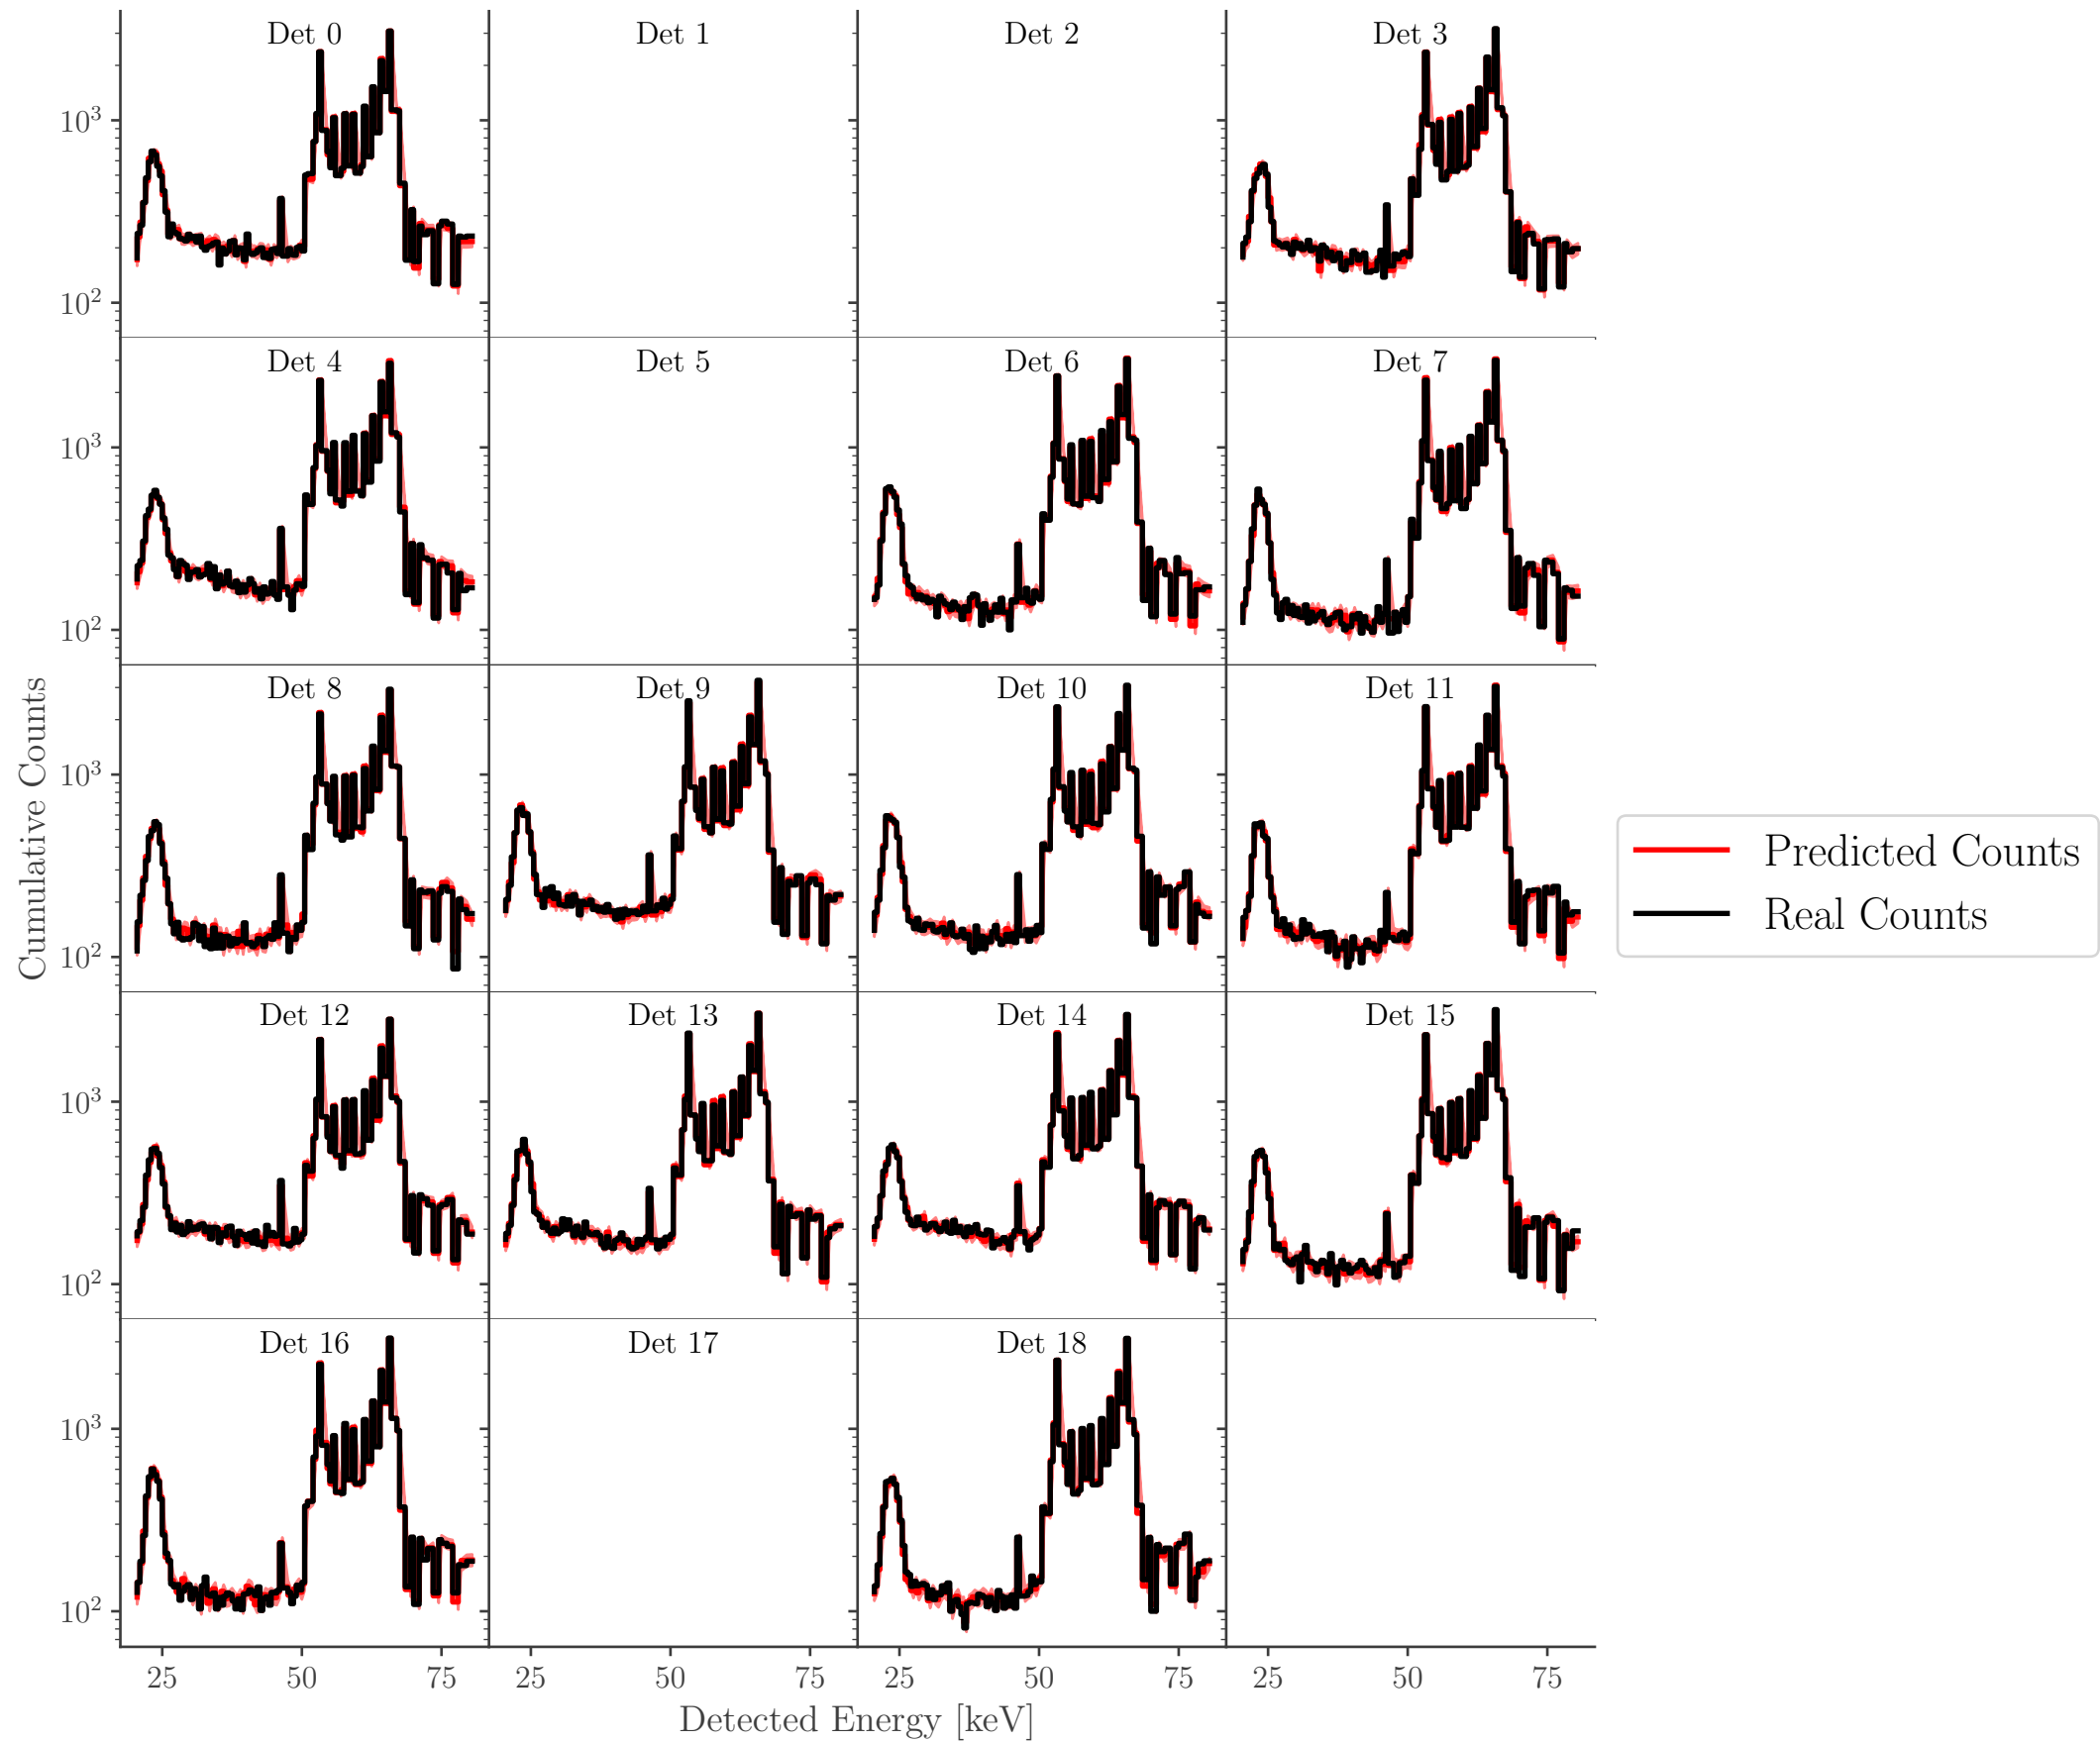 Det 0
Det 1
Det 2
Det 3
10^3
10^2
Det 4
Det 5
Det 6
Det 7
10^3
10^2
Det 8
Det 9
Det 10
Det 11
10^3
10^2
Det 12
Det 13
Det 14
Det 15
10^3
10^2
Det 16
Det 17
Det 18
10^3
10^2
25 50 75 25 50 75 25 50 75 25 50 75
Detected Energy [keV]
Cumulative Counts
Predicted Counts
Real Counts